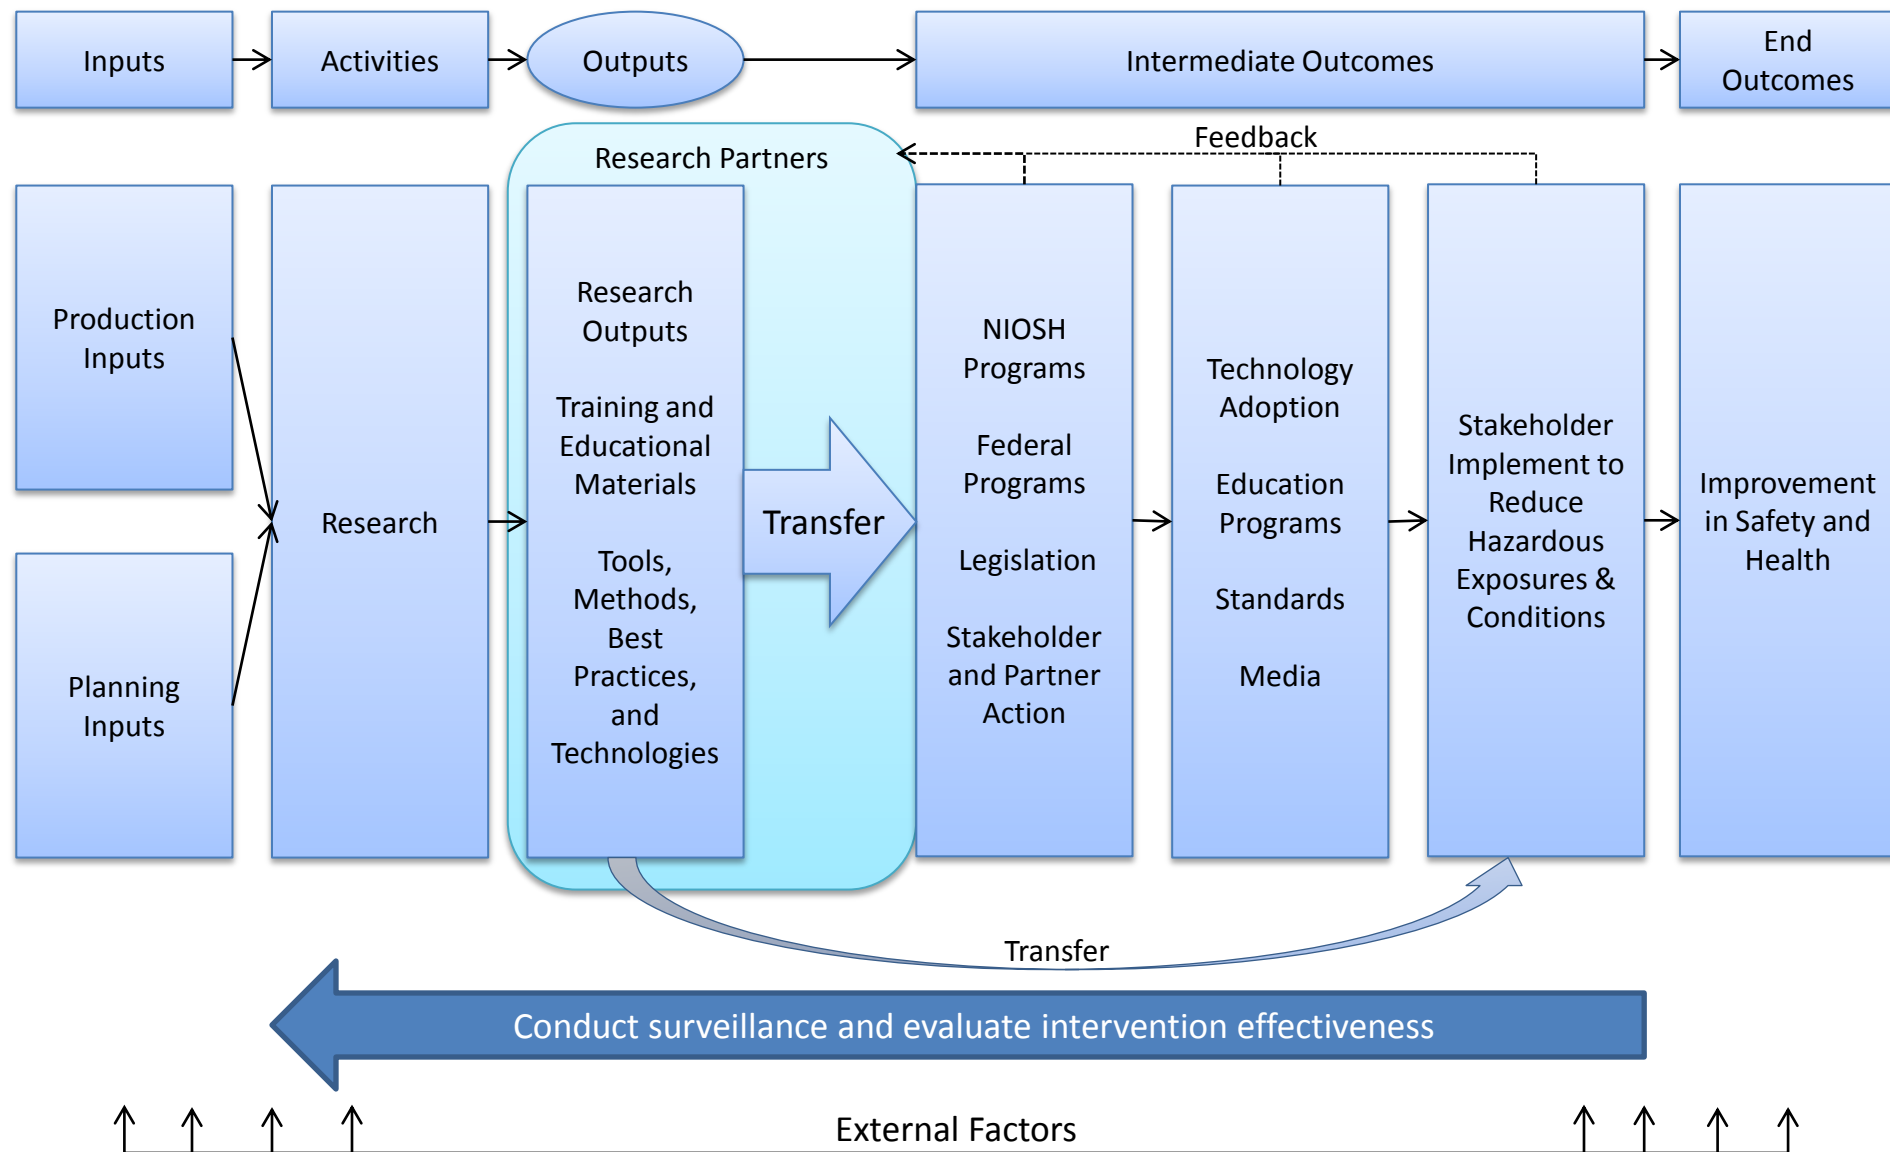 Inputs
Activities
Outputs
Intermediate Outcomes
End
Outcomes
Feedback
Research Partners
Production
Inputs
Planning
Inputs
Research
Research
Outputs
Training and
Educational
Materials
Tools,
Methods,
Best
Practices,
and
Technologies
Transfer
NIOSH
Programs
Federal
Programs
Legislation
Stakeholder
and Partner
Action
Technology
Adoption
Education
Programs
Standards
Media
Stakeholder
Implement to
Reduce
Hazardous
Exposures &
Conditions
Improvement
in Safety and
Health
Transfer
Conduct surveillance and evaluate intervention effectiveness
External Factors